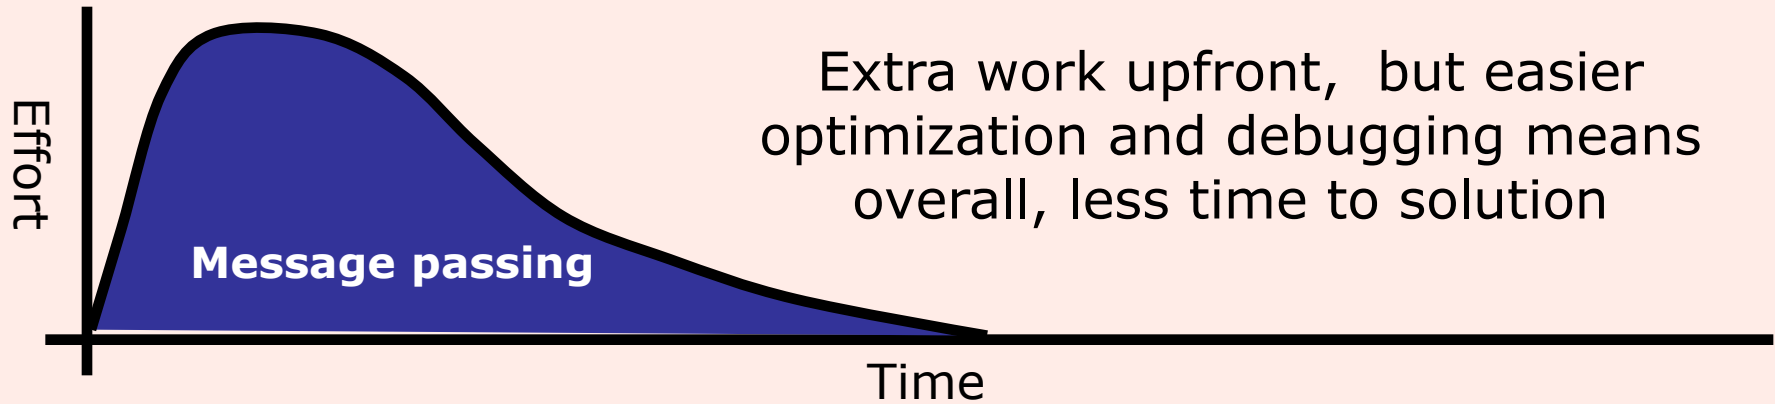 Effort
Extra work upfront,  but easier
optimization and debugging means
overall, less time to solution
Message passing
Time